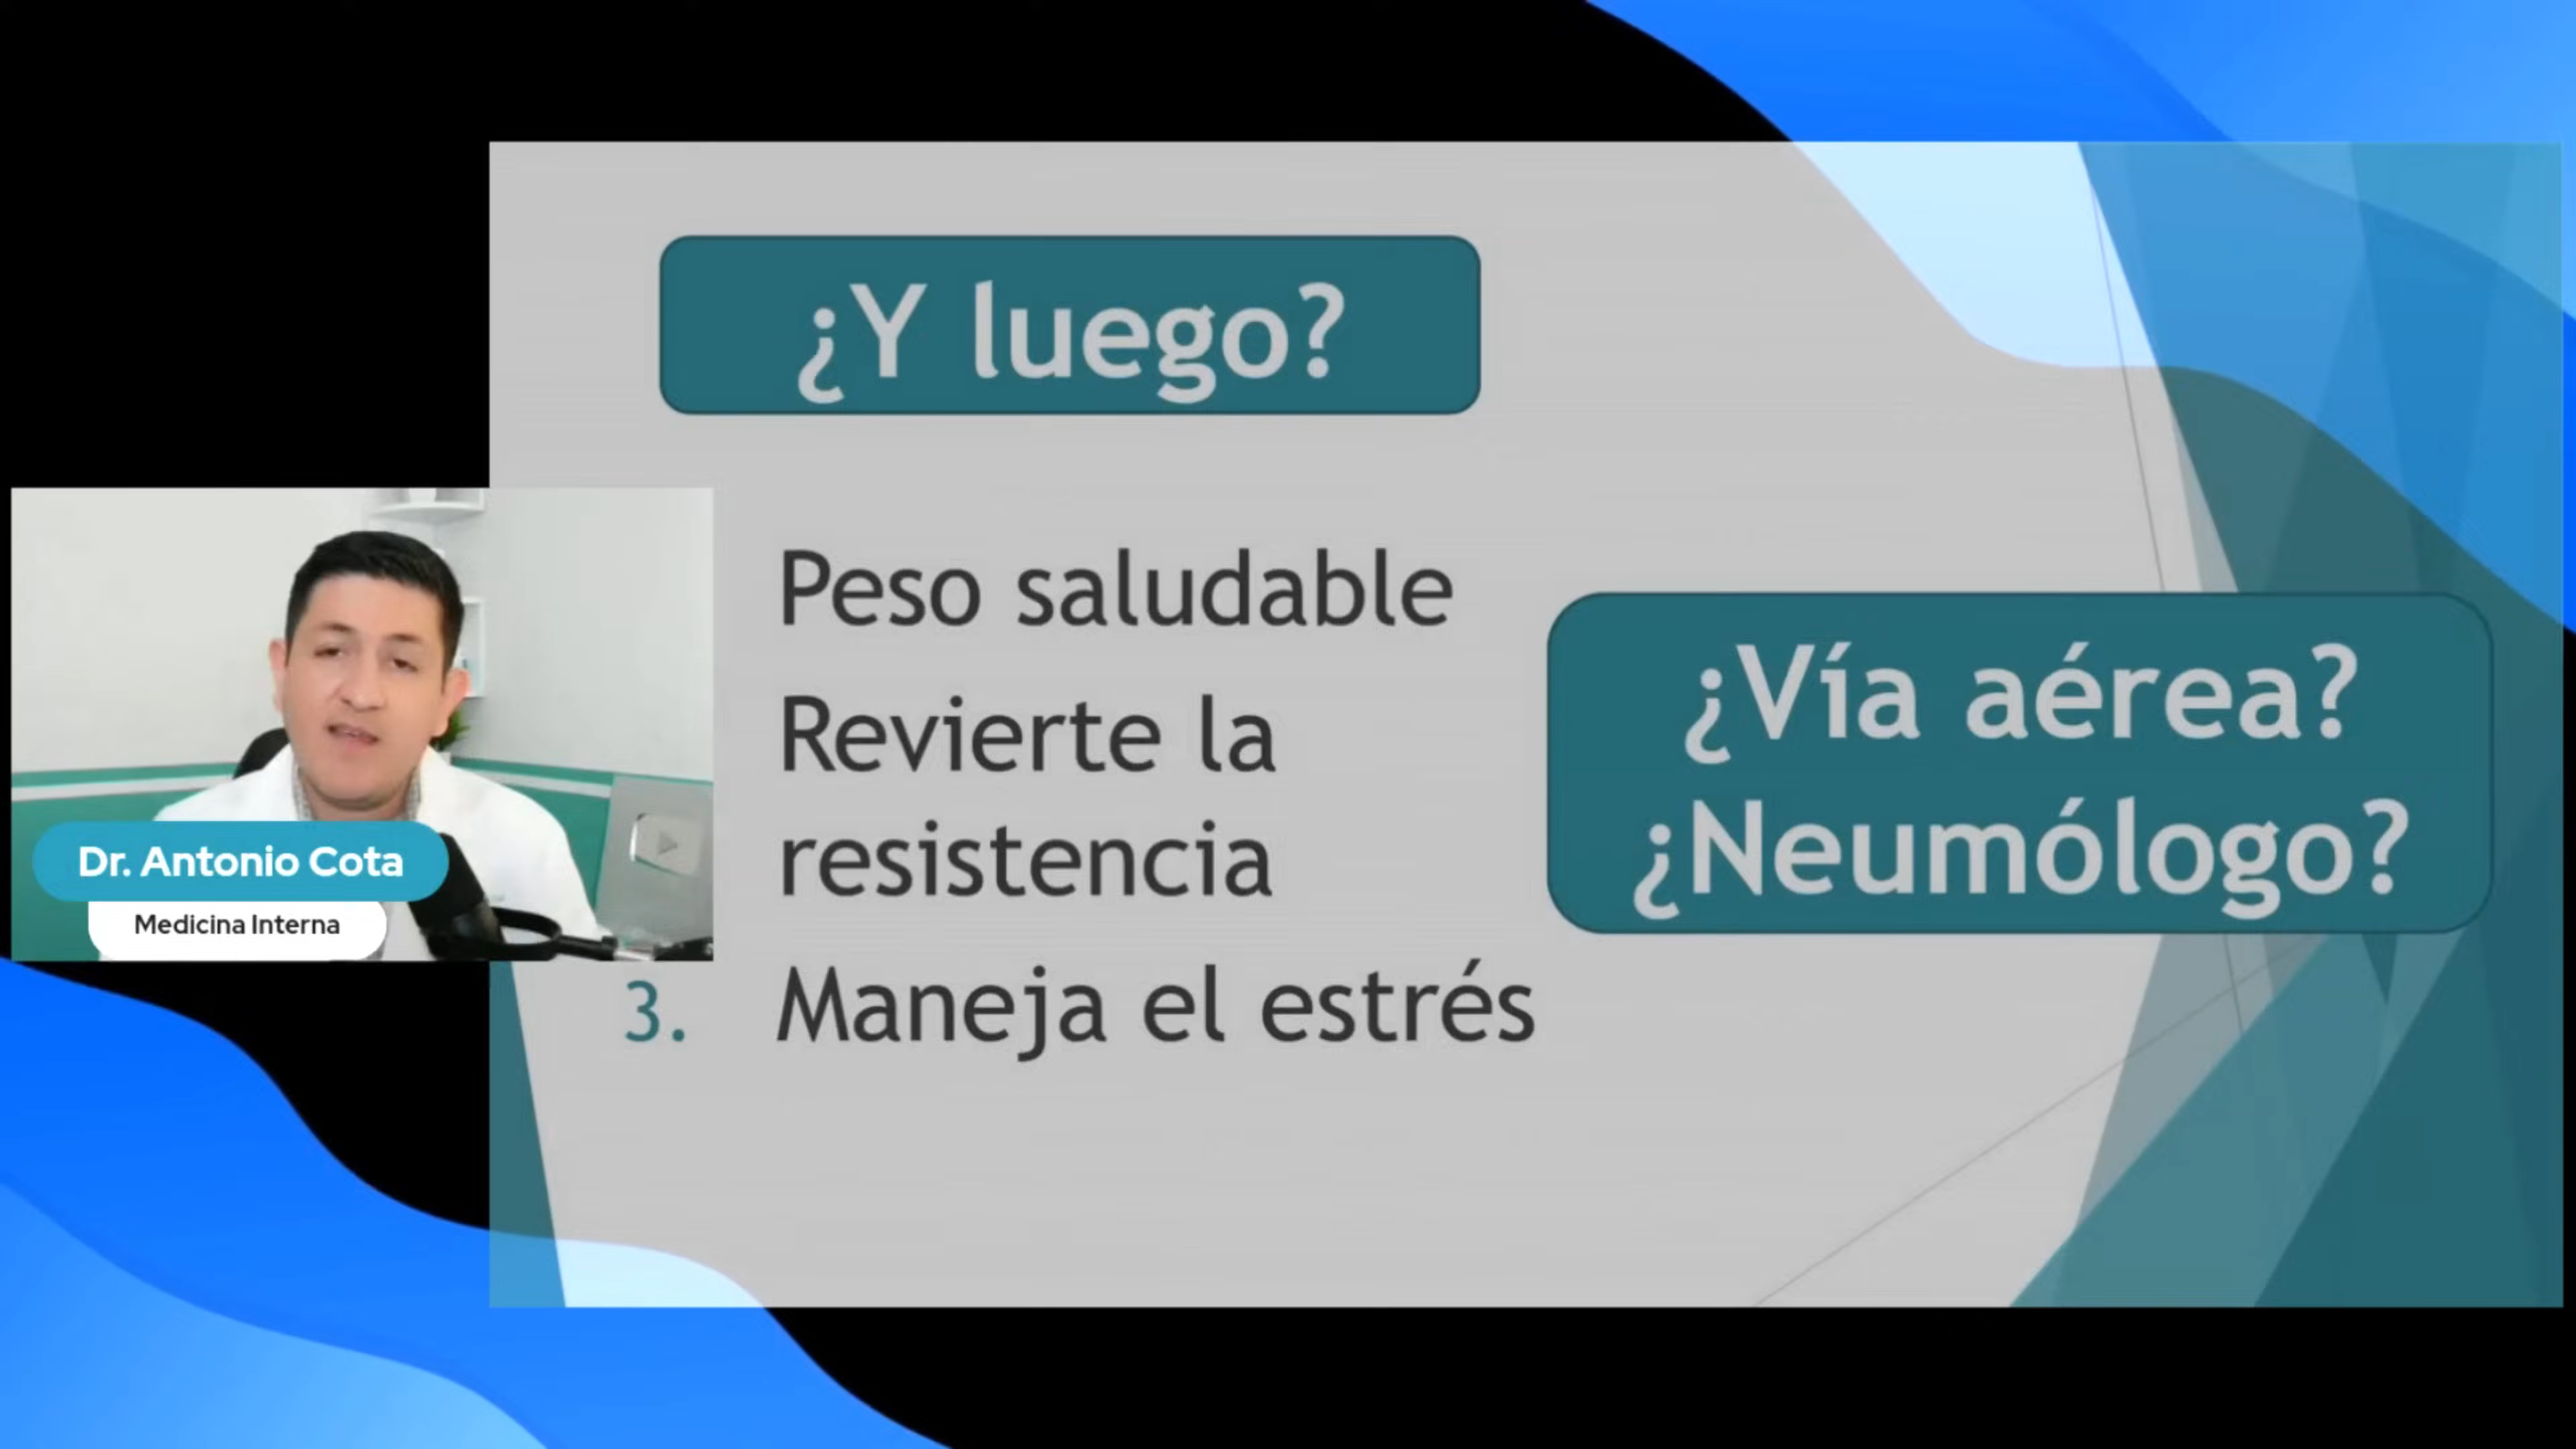 ¿Y luego?
Peso saludable
Revierte la
resistencia
3. Maneja el estrés
¿Vía aérea?
¿Neumólogo?
Dr. Antonio Cota
Medicina Interna